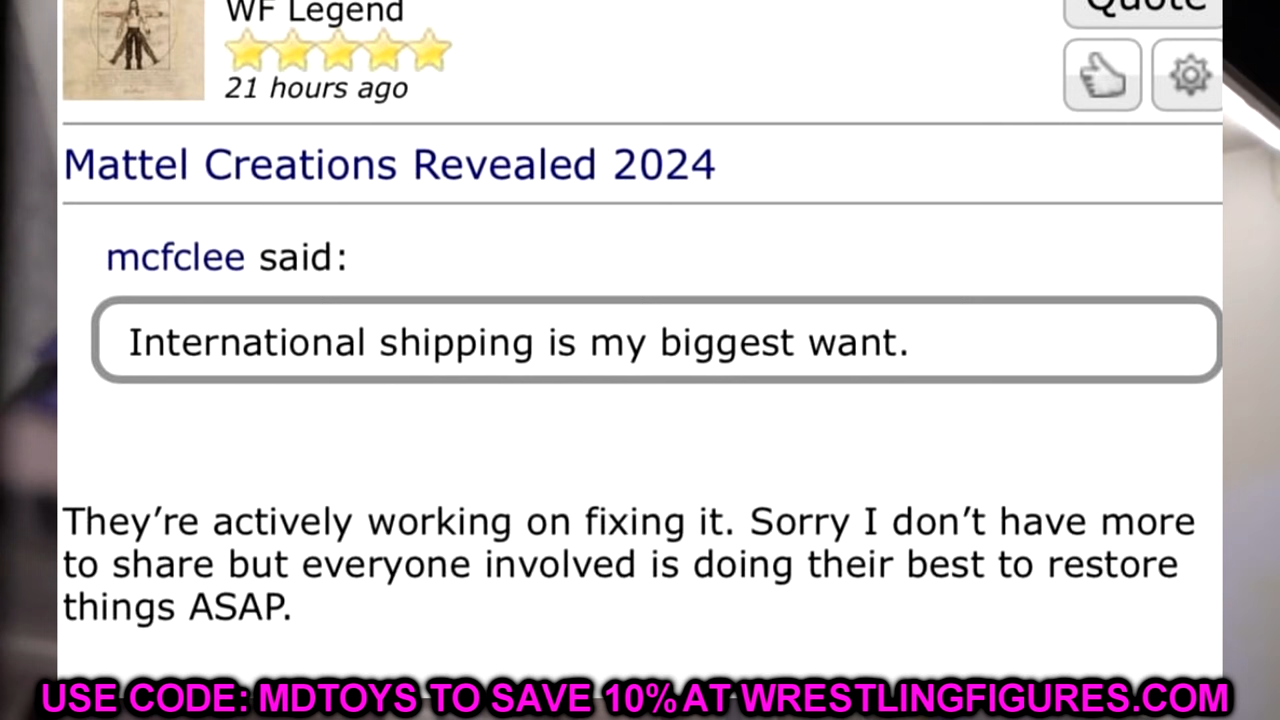 WF Legend
Quote
21 hours ago
Mattel Creations Revealed 2024
mcfclee said:
International shipping is my biggest want.
They’re actively working on fixing it. Sorry I don’t have more
to share but everyone involved is doing their best to restore
things ASAP.
USE CODE: MDTOYS TO SAVE 10% AT WRESTLINGFIGURES.COM